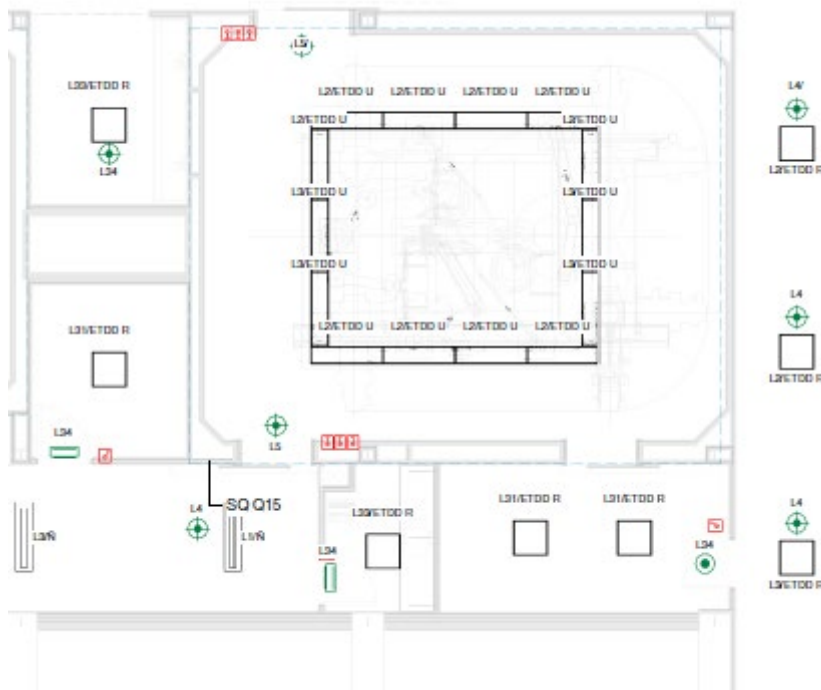 L5/
L4/
L2/ETDD U L2/ETDD U L2/ETDD U L2/ETDD U
L2/ETDD U L2/ETDD U
L34
L2/ETDD R
L3/ETDD U L3/ETDD U
L3/ETDD U L3/ETDD U
L4
L31/ETDD R
L2/ETDD U L2/ETDD U L2/ETDD U L2/ETDD U
L2/ETDD R
L34
L5
SQ Q15
L4
L31/ETDD R L31/ETDD R
L4
L34
L34
L3/ETDD R